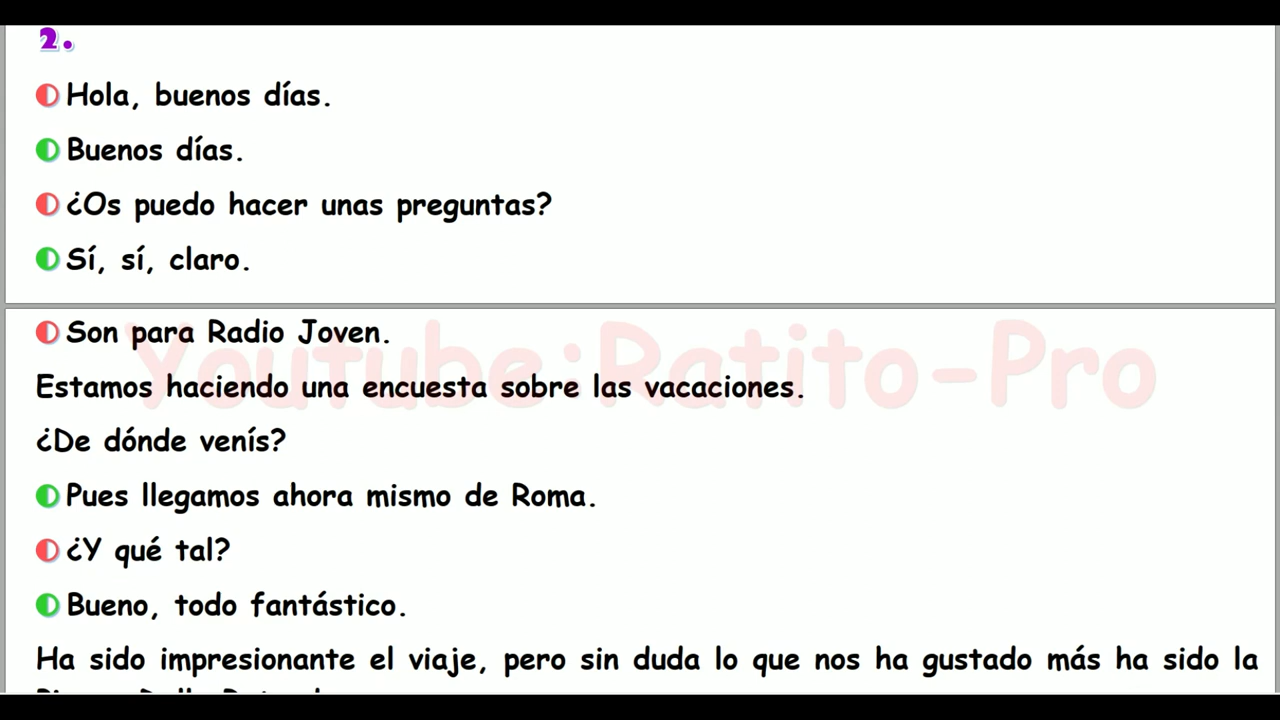 2.
Hola, buenos días.
Buenos días.
¿Os puedo hacer unas preguntas?
Sí, sí, claro.
Son para Radio Joven.
Youtube:Ratito-Pro
Estamos haciendo una encuesta sobre las vacaciones.
¿De dónde venís?
Pues llegamos ahora mismo de Roma.
¿Y qué tal?
Bueno, todo fantástico.
Ha sido impresionante el viaje, pero sin duda lo que nos ha gustado más ha sido la